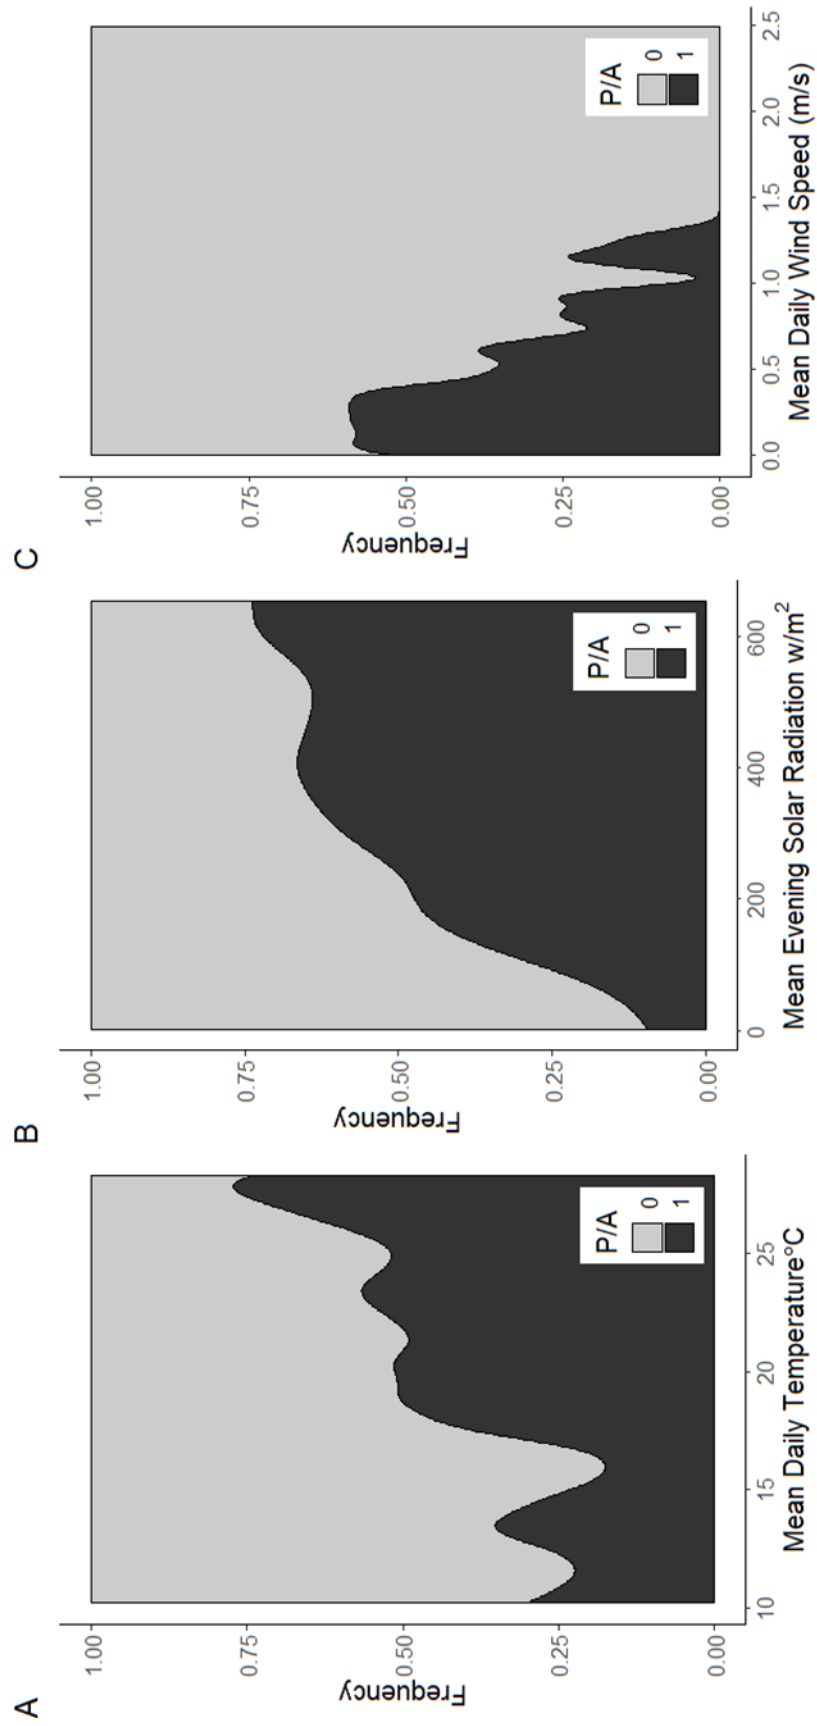 A
Frequency
1.00
0.75
0.50
0.25
0.00
10
15
20
25
Mean Daily Temperature°C
P/A
0
1
B
Frequency
1.00
0.75
0.50
0.25
0.00
0
200
400
600
Mean Evening Solar Radiation w/m²
P/A
0
1
C
Frequency
1.00
0.75
0.50
0.25
0.00
0.0
0.5
1.0
1.5
2.0
2.5
Mean Daily Wind Speed (m/s)
P/A
0
1